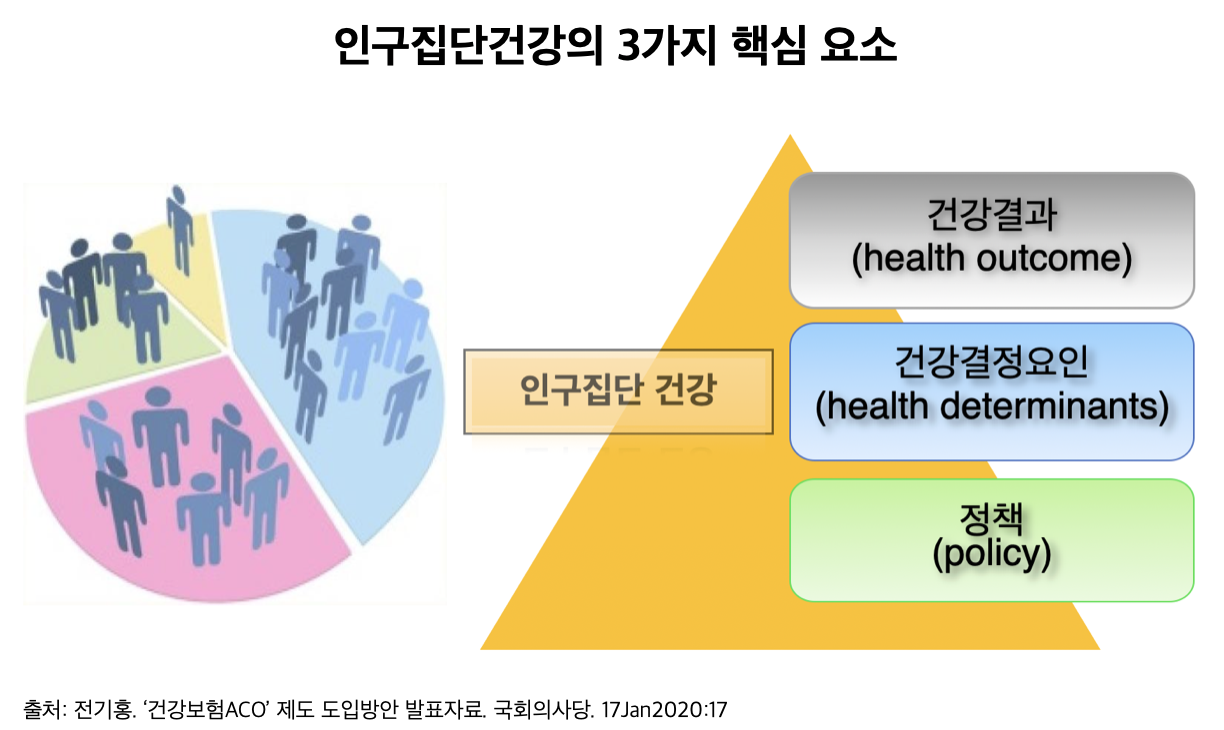 인구집단건강의 3가지 핵심 요소
인구집단 건강
건강결과
(health outcome)
건강결정요인
(health determinants)
정책
(policy)
출처: 전기홍. ‘건강보험ACO’ 제도 도입방안 발표자료. 국회의사당. 17Jan2020:17